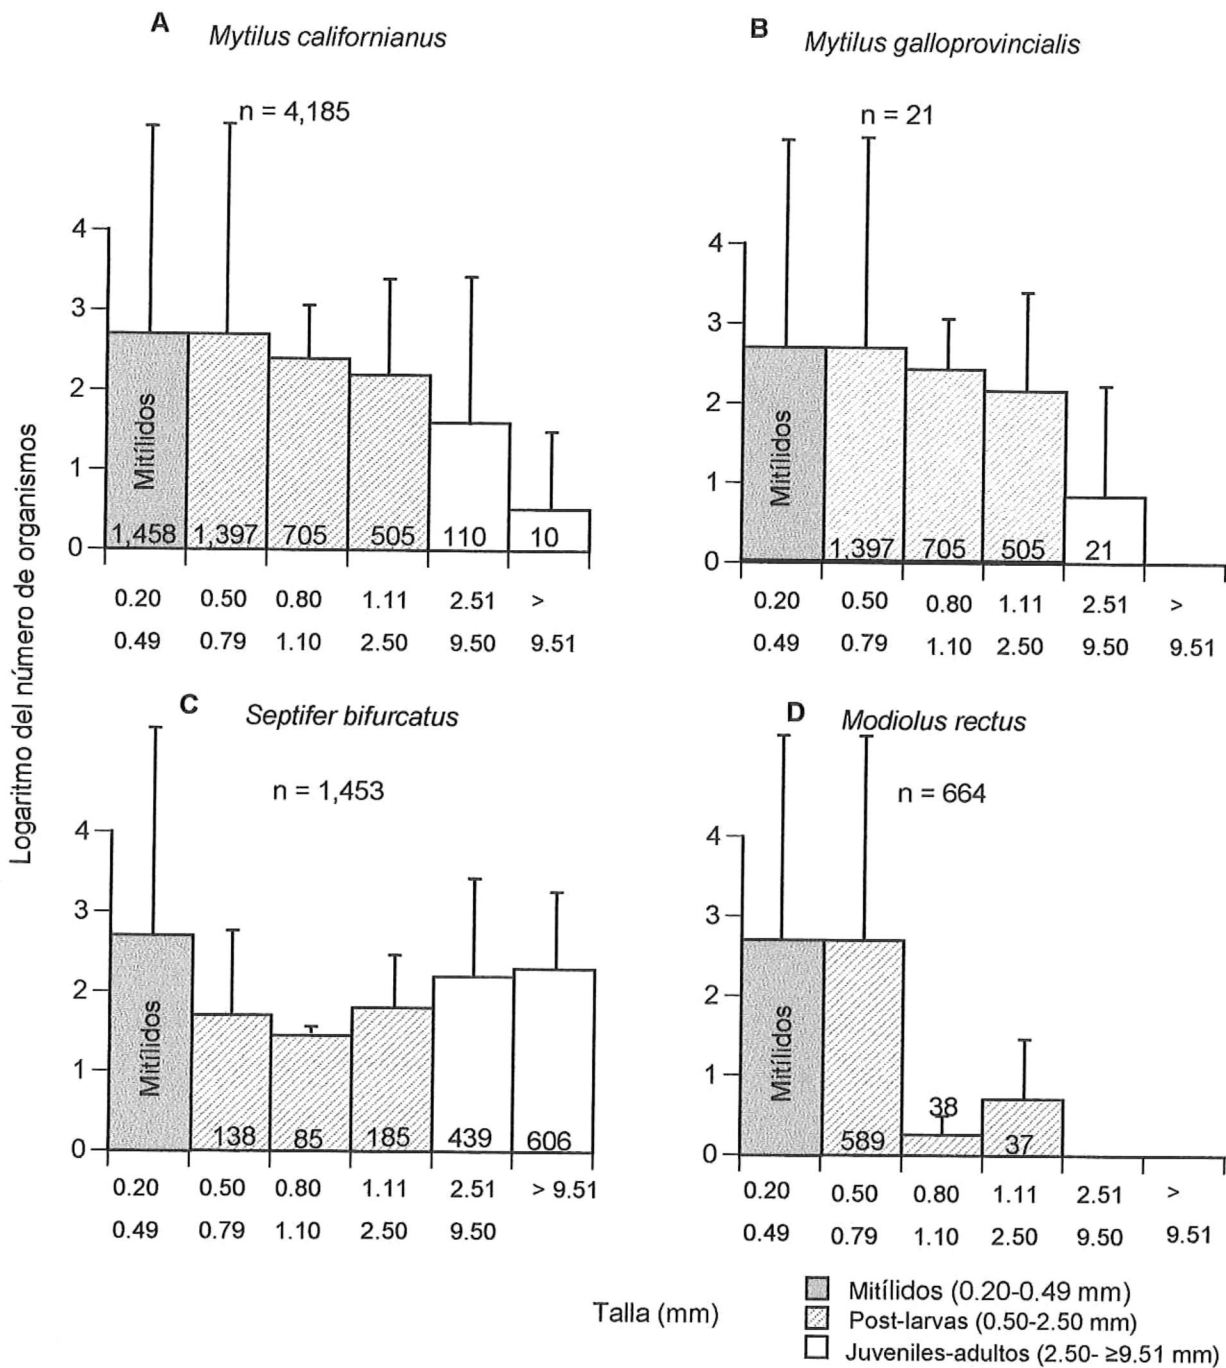 A
Mytilus californianus
n = 4,185
4
3
2
1
0
Mitílidos
1,458 1,397 705 505 110 10
0.20 0.50 0.80 1.11 2.51 >
0.49 0.79 1.10 2.50 9.50 9.51
B
Mytilus galloprovincialis
n = 21
4
3
2
1
0
Mitílidos
1,397 705 505 21
0.20 0.50 0.80 1.11 2.51 >
0.49 0.79 1.10 2.50 9.50 9.51
Logaritmo del número de organismos
C
Septifer bifurcatus
n = 1,453
4
3
2
1
0
Mitílidos
138 85 185 439 606
0.20 0.50 0.80 1.11 2.51 > 9.51
0.49 0.79 1.10 2.50 9.50
D
Modiolus rectus
n = 664
4
3
2
1
0
Mitílidos
589 38 37
0.20 0.50 0.80 1.11 2.51 >
0.49 0.79 1.10 2.50 9.50 9.51
Talla (mm)
Mitílidos (0.20-0.49 mm)
Post-larvas (0.50-2.50 mm)
Juveniles-adultos (2.50- ≥9.51 mm)